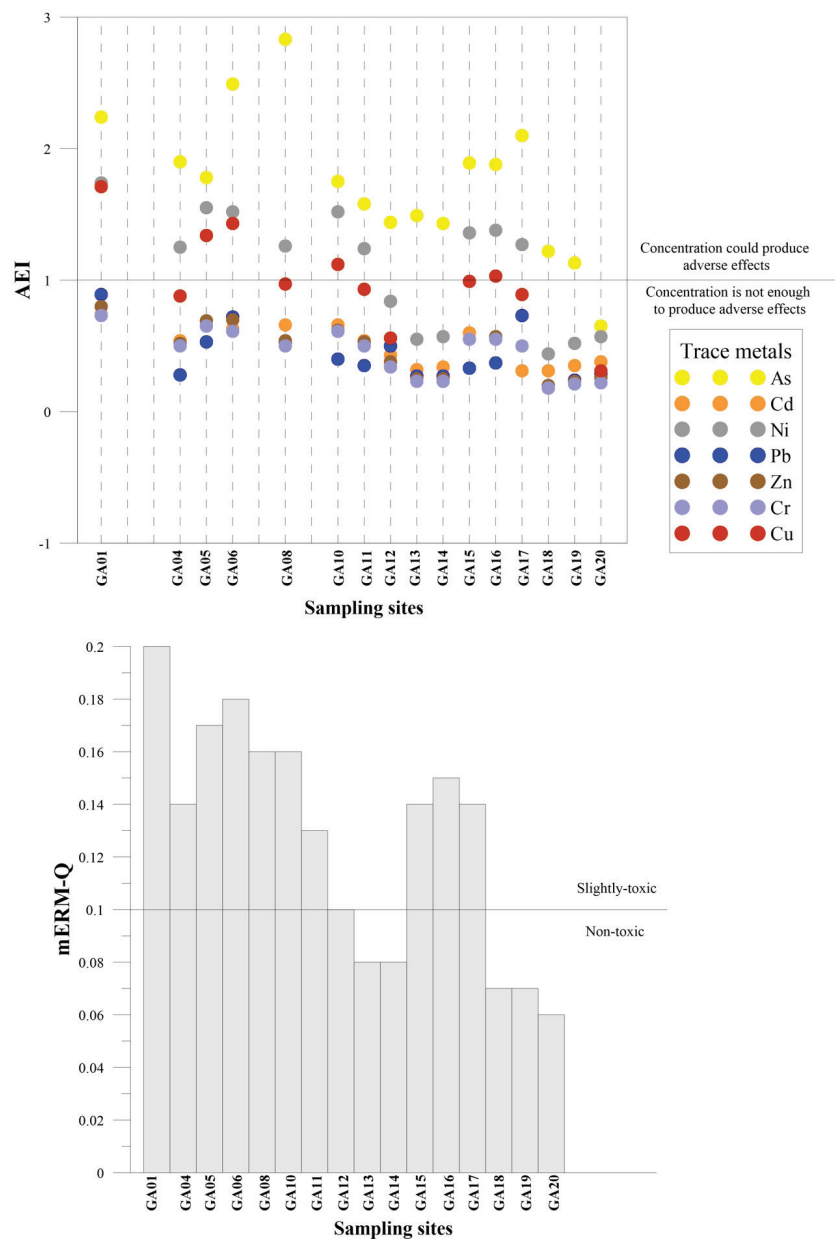 3
2
1
0
-1
AEI
Concentration could produce
adverse effects
Concentration is not enough
to produce adverse effects
Trace metals
As
Cd
Ni
Pb
Zn
Cr
Cu
GA01
GA04
GA05
GA06
GA08
GA10
GA11
GA12
GA13
GA14
GA15
GA16
GA17
GA18
GA19
GA20
Sampling sites
0.2
0.18
0.16
0.14
0.12
0.1
0.08
0.06
0.04
0.02
0
mERM-Q
Slightly-toxic
Non-toxic
GA01
GA04
GA05
GA06
GA08
GA10
GA11
GA12
GA13
GA14
GA15
GA16
GA17
GA18
GA19
GA20
Sampling sites